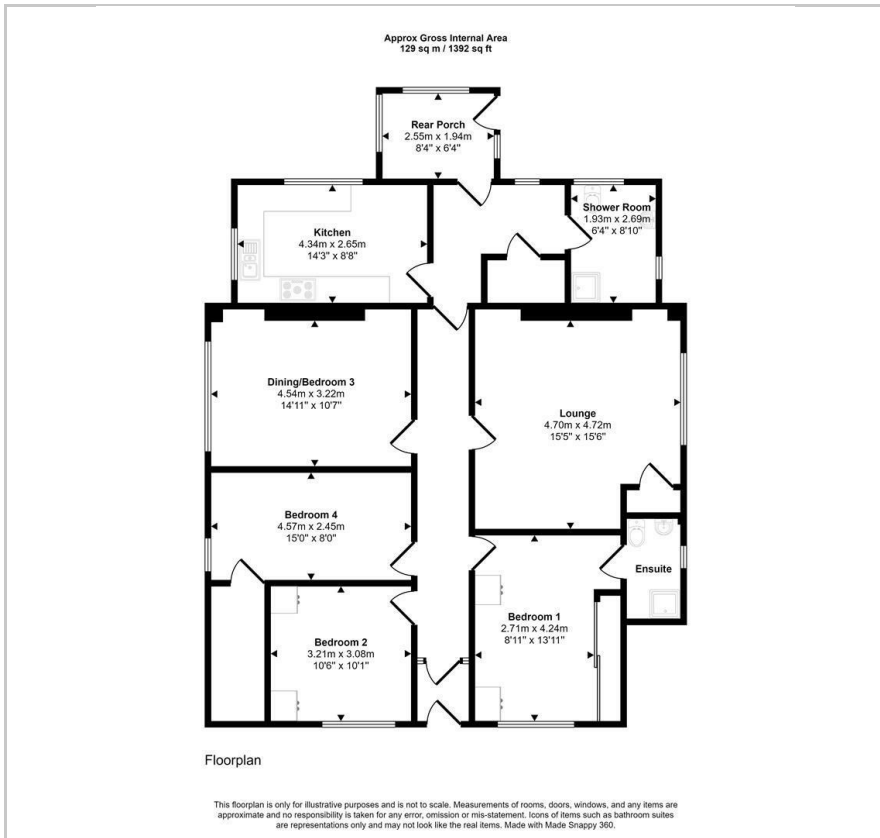 Approx Gross Internal Area
129 sq m / 1392 sq ft
Rear Porch
2.55m x 1.94m
8'4" x 6'4"
Kitchen
4.34m x 2.65m
14'3" x 8'8"
Shower Room
1.93m x 2.69m
6'4" x 8'10"
Dining/Bedroom 3
4.54m x 3.22m
14'11" x 10'7"
Lounge
4.70m x 4.72m
15'5" x 15'6"
Bedroom 4
4.57m x 2.45m
15'0" x 8'0"
Ensuite
Bedroom 2
3.21m x 3.08m
10'6" x 10'1"
Bedroom 1
2.71m x 4.24m
8'11" x 13'11"
Floorplan
This floorplan is only for illustrative purposes and is not to scale. Measurements of rooms, doors, windows, and any items are
approximate and no responsibility is taken for any error, omission or mis-statement. Icons of items such as bathroom suites
are representations only and may not look like the real items. Made with Made Snappy 360.